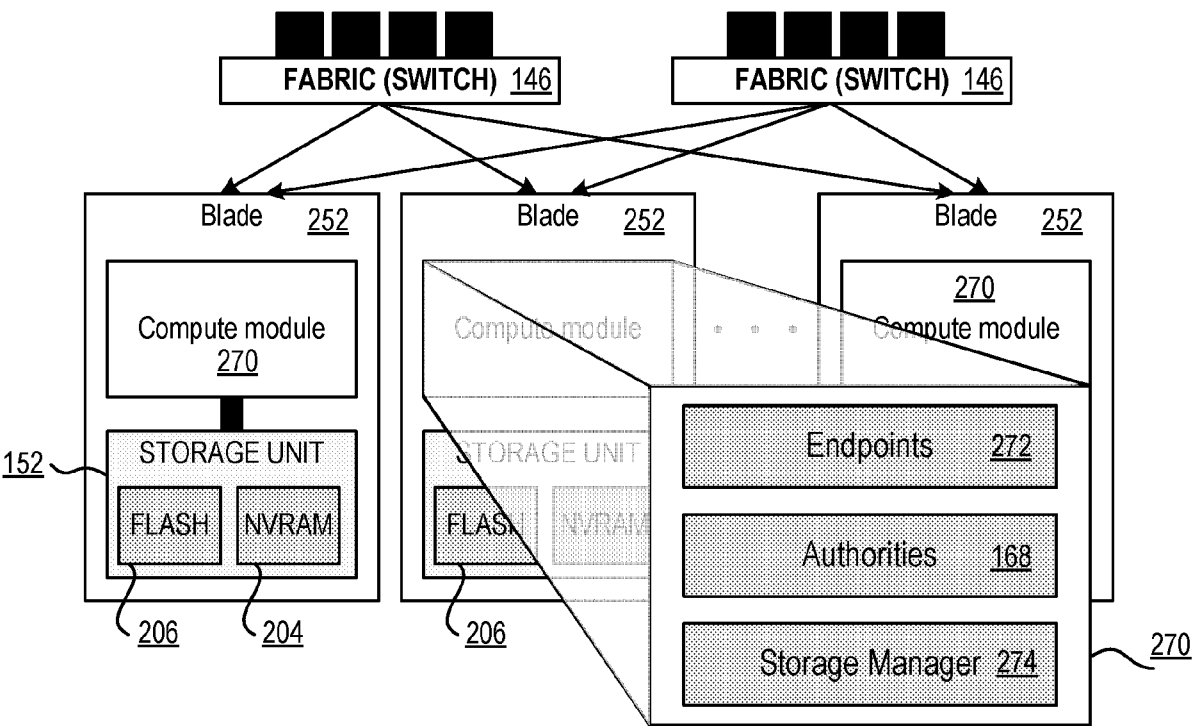 FABRIC (SWITCH) 146
FABRIC (SWITCH) 146
Blade
252
Blade
252
Blade
252
Compute module
270
Compute module
. . .
270
Compute module
152
STORAGE UNIT
FLASH
NVRAM
206
204
STORAGE UNIT
FLASH
NVRAM
206
Endpoints 272
Authorities 168
Storage Manager 274
270